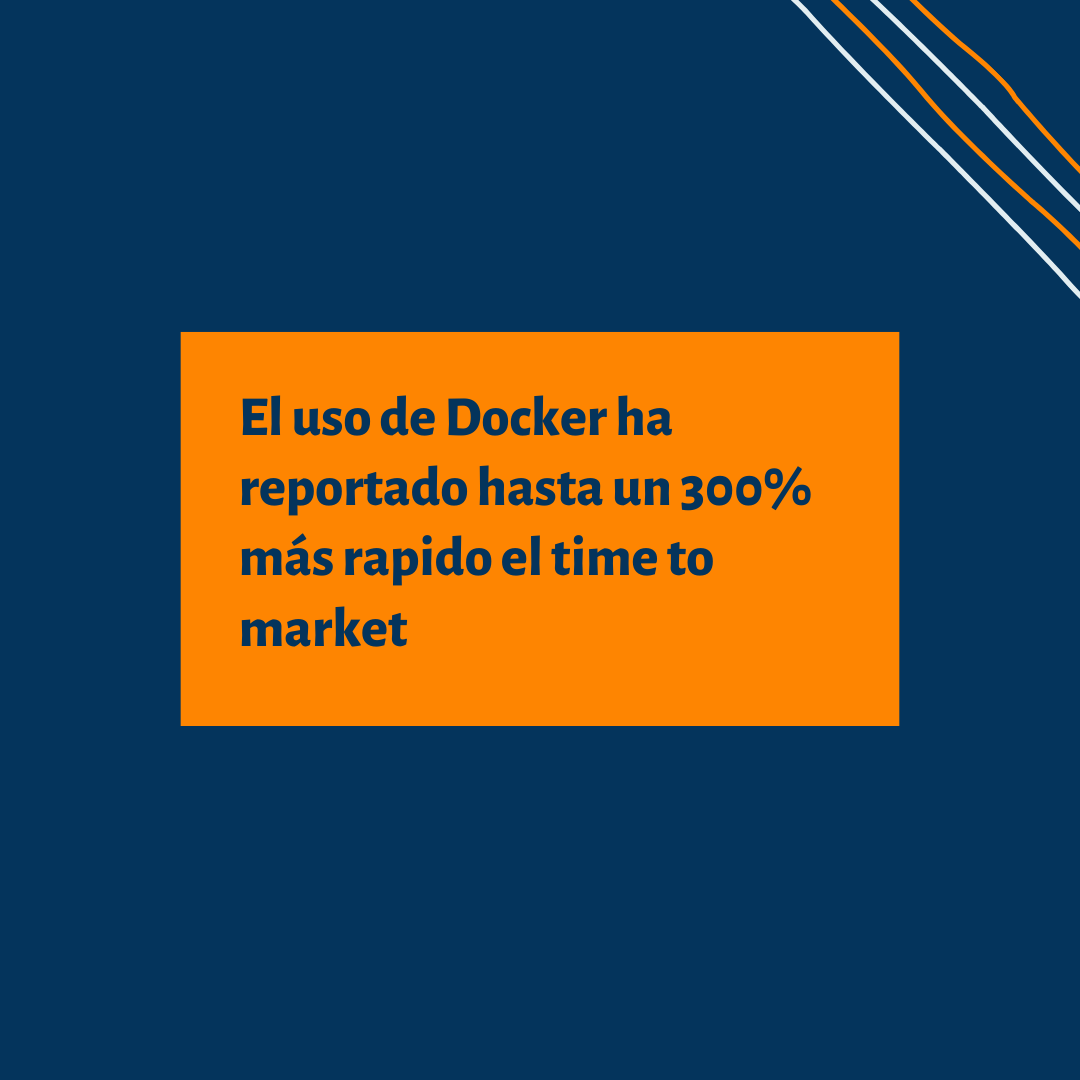 El uso de Docker ha
reportado hasta un 300%
más rapido el time to
market